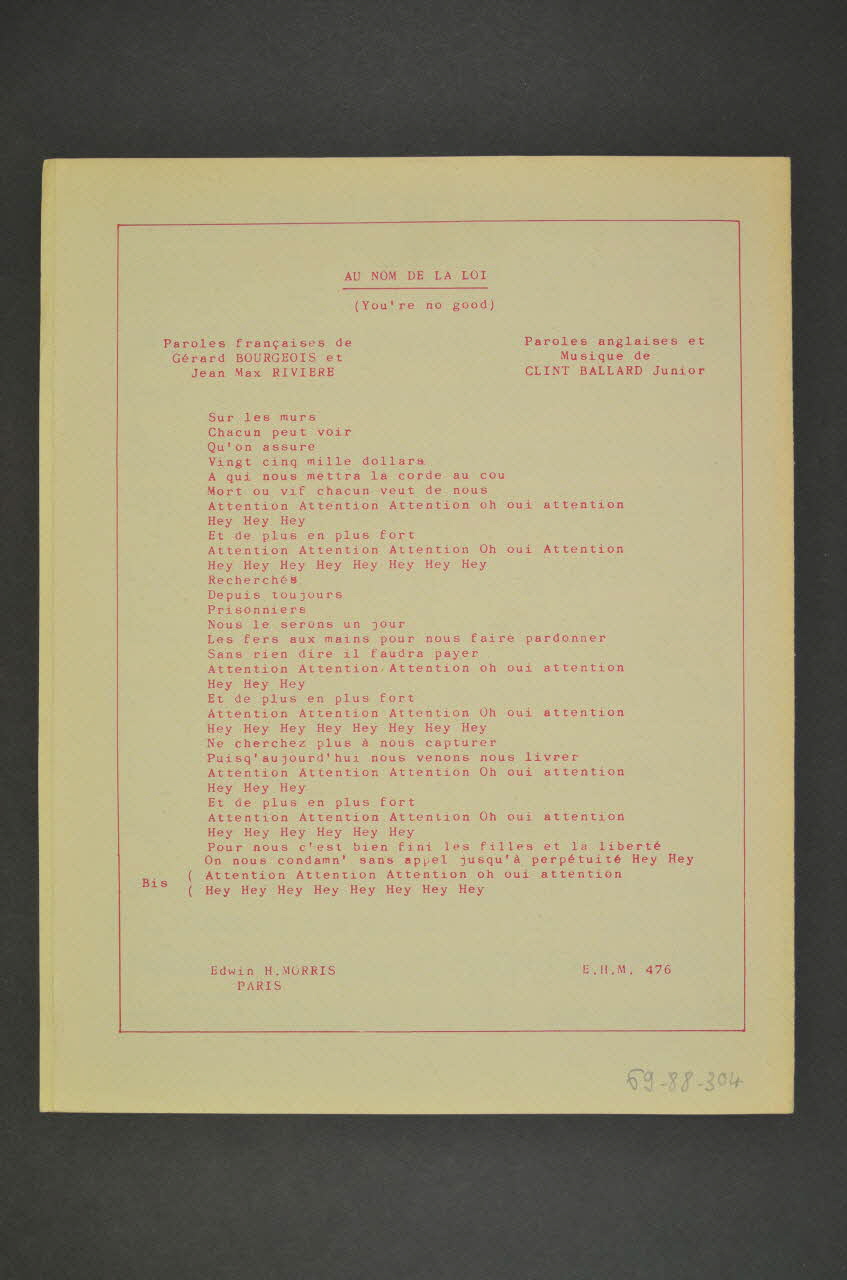 AU NOM DE LA LOI
(You're no good)
Paroles françaises de
Gérard BOURGEOIS et
Jean Max RIVIERE
Paroles anglaises et
Musique de
CLINT BALLARD Junior
Sur les murs
Chacun peut voir
Qu'on assure
Vingt cinq mille dollars
A qui nous mettra la corde au cou
Mort ou vif chacun veut de nous
Attention Attention Attention oh oui attention
Hey Hey Hey
Et de plus en plus fort
Attention Attention Attention Oh oui Attention
Hey Hey Hey Hey Hey Hey Hey Hey
Recherchés
Depuis toujours
Prisonniers
Nous le serons un jour
Les fers aux mains pour nous faire pardonner
Sans rien dire il faudra payer
Attention Attention Attention oh oui attention
Hey Hey Hey
Et de plus en plus fort
Attention Attention Attention Oh oui attention
Hey Hey Hey Hey Hey Hey Hey Hey
Ne cherchez plus à nous capturer
Puisq'aujourd'hui nous venons nous livrer
Attention Attention Attention Oh oui attention
Hey Hey Hey
Et de plus en plus fort
Attention Attention Attention Oh oui attention
Hey Hey Hey Hey Hey Hey
Pour nous c'est bien fini les filles et la liberté
On nous condamn' sans appel jusqu'à perpétuité Hey Hey
Bis ( Attention Attention Attention oh oui attention
( Hey Hey Hey Hey Hey Hey Hey Hey
Edwin H.MORRIS
PARIS
E.H.M. 476
69-88-304